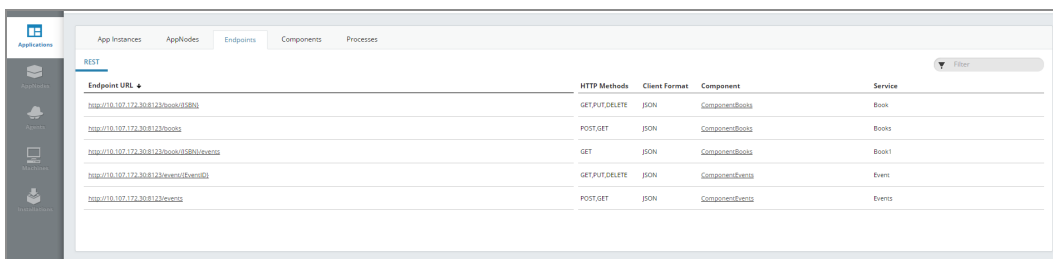 Applications
AppNodes
Agents
Machines
Installations
App Instances AppNodes Endpoints Components Processes
REST
Filter
Endpoint URL HTTP Methods Client Format Component Service
http://10.107.172.30:8123/book/{ISBN} GET,PUT,DELETE JSON ComponentBooks Book
http://10.107.172.30:8123/books POST,GET JSON ComponentBooks Books
http://10.107.172.30:8123/book/{ISBN}/events GET JSON ComponentBooks Book1
http://10.107.172.30:8123/event/{EventID} GET,PUT,DELETE JSON ComponentEvents Event
http://10.107.172.30:8123/events POST,GET JSON ComponentEvents Events